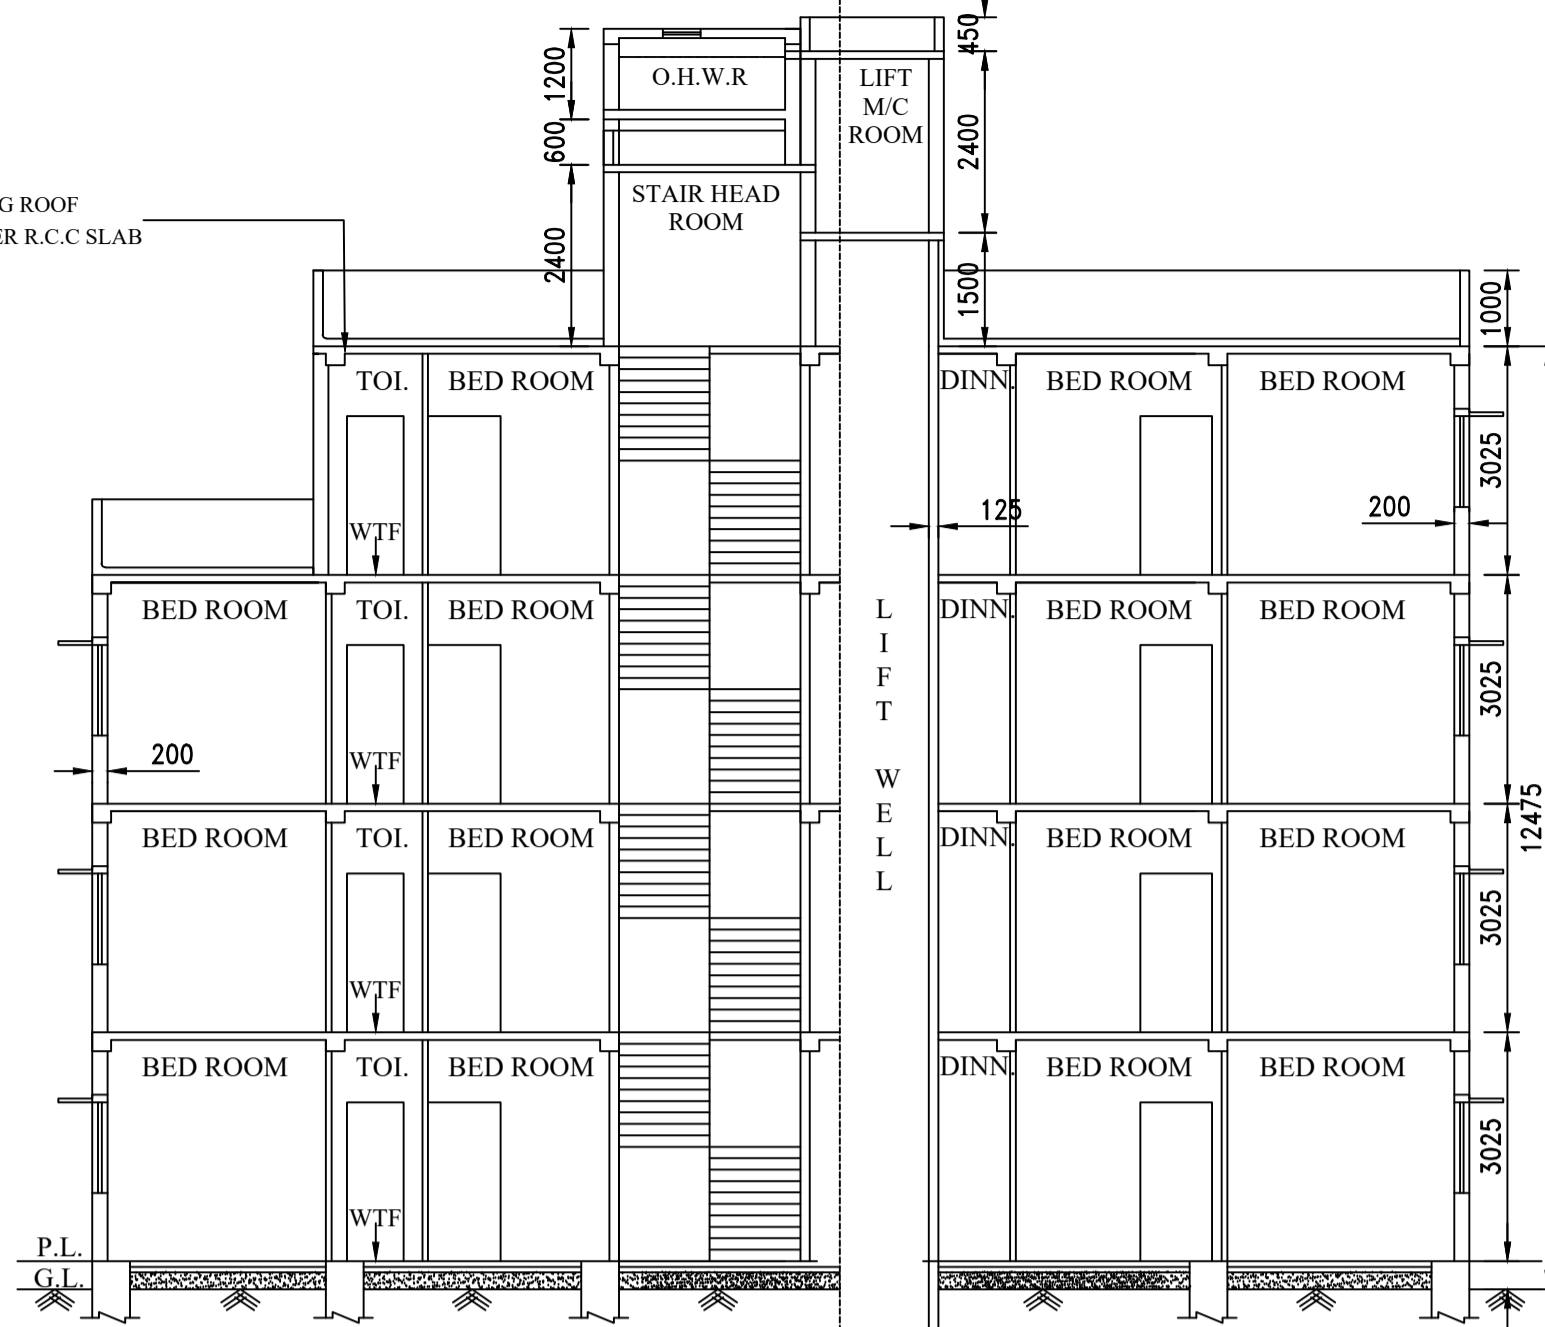 450
1200
O.H.W.R
LIFT
M/C
ROOM
600
2400
STAIR HEAD
ROOM
G ROOF
ER R.C.C SLAB
2400
1500
1000
TOI.
BED ROOM
DINN.
BED ROOM
BED ROOM
3025
WTF
125
200
BED ROOM
TOI.
BED ROOM
LIFT WELL
DINN.
BED ROOM
BED ROOM
3025
200
WTF
12475
BED ROOM
TOI.
BED ROOM
DINN.
BED ROOM
BED ROOM
3025
WTF
BED ROOM
TOI.
BED ROOM
DINN.
BED ROOM
BED ROOM
3025
WTF
P.L.
G.L.